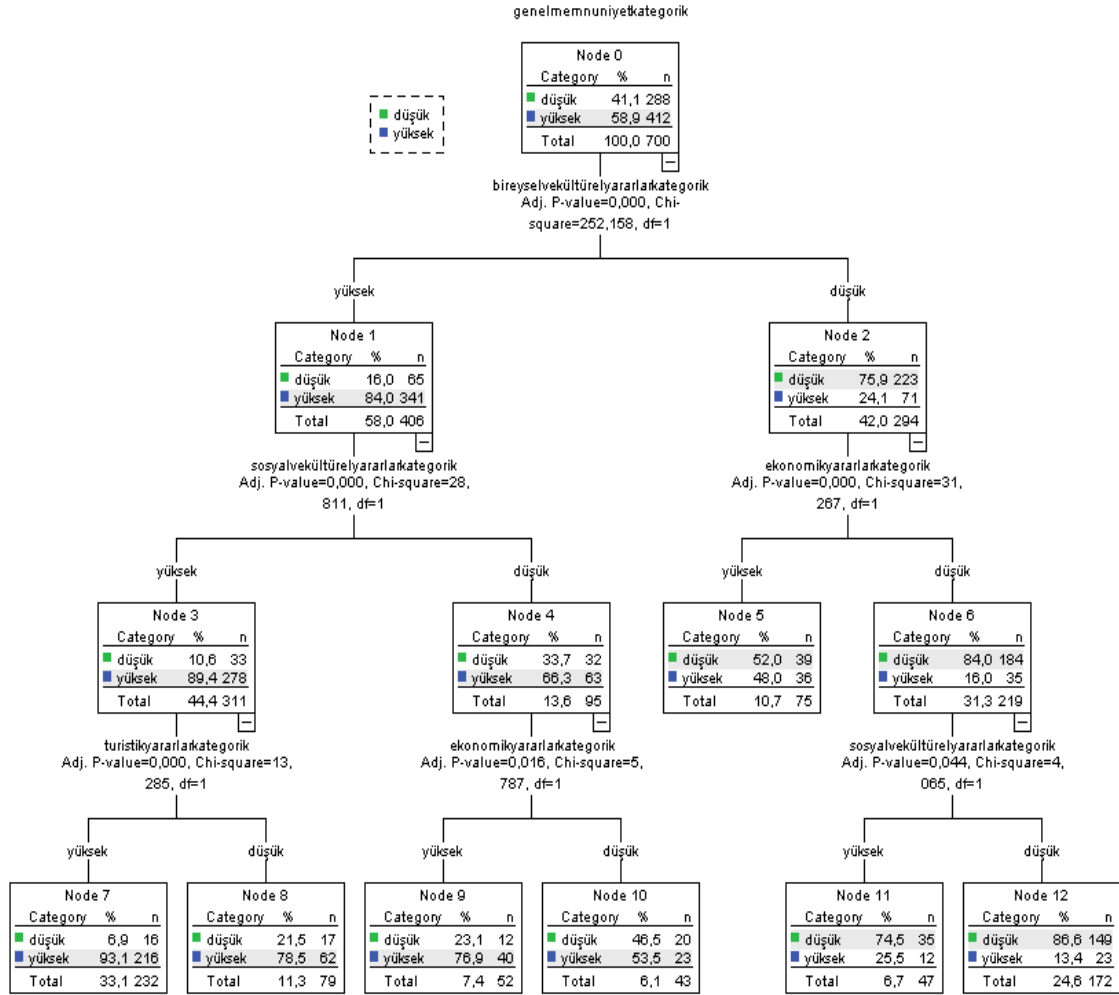 genelmemnuniyetkategorik
Node 0
Category % n
düşük 41,1 288
yüksek 58,9 412
Total 100,0 700
düşük
yüksek
bireyselvekültürelyararlarkategorik
Adj. P-value=0,000, Chi-
square=252,158, df=1
yüksek
düşük
Node 1
Category % n
düşük 16,0 65
yüksek 84,0 341
Total 58,0 406
Node 2
Category % n
düşük 75,9 223
yüksek 24,1 71
Total 42,0 294
sosyalvekültürelyararlarkategorik
Adj. P-value=0,000, Chi-square=28,
811, df=1
ekonomikyararlarkategorik
Adj. P-value=0,000, Chi-square=31,
267, df=1
yüksek
düşük
yüksek
düşük
Node 3
Category % n
düşük 10,6 33
yüksek 89,4 278
Total 44,4 311
Node 4
Category % n
düşük 33,7 32
yüksek 66,3 63
Total 13,6 95
Node 5
Category % n
düşük 52,0 39
yüksek 48,0 36
Total 10,7 75
Node 6
Category % n
düşük 84,0 184
yüksek 16,0 35
Total 31,3 219
turistikyararlarkategorik
Adj. P-value=0,000, Chi-square=13,
285, df=1
ekonomikyararlarkategorik
Adj. P-value=0,016, Chi-square=5,
787, df=1
sosyalvekültürelyararlarkategorik
Adj. P-value=0,044, Chi-square=4,
065, df=1
yüksek
düşük
yüksek
düşük
yüksek
düşük
Node 7
Category % n
düşük 6,9 16
yüksek 93,1 216
Total 33,1 232
Node 8
Category % n
düşük 21,5 17
yüksek 78,5 62
Total 11,3 79
Node 9
Category % n
düşük 23,1 12
yüksek 76,9 40
Total 7,4 52
Node 10
Category % n
düşük 46,5 20
yüksek 53,5 23
Total 6,1 43
Node 11
Category % n
düşük 74,5 35
yüksek 25,5 12
Total 6,7 47
Node 12
Category % n
düşük 86,6 149
yüksek 13,4 23
Total 24,6 172